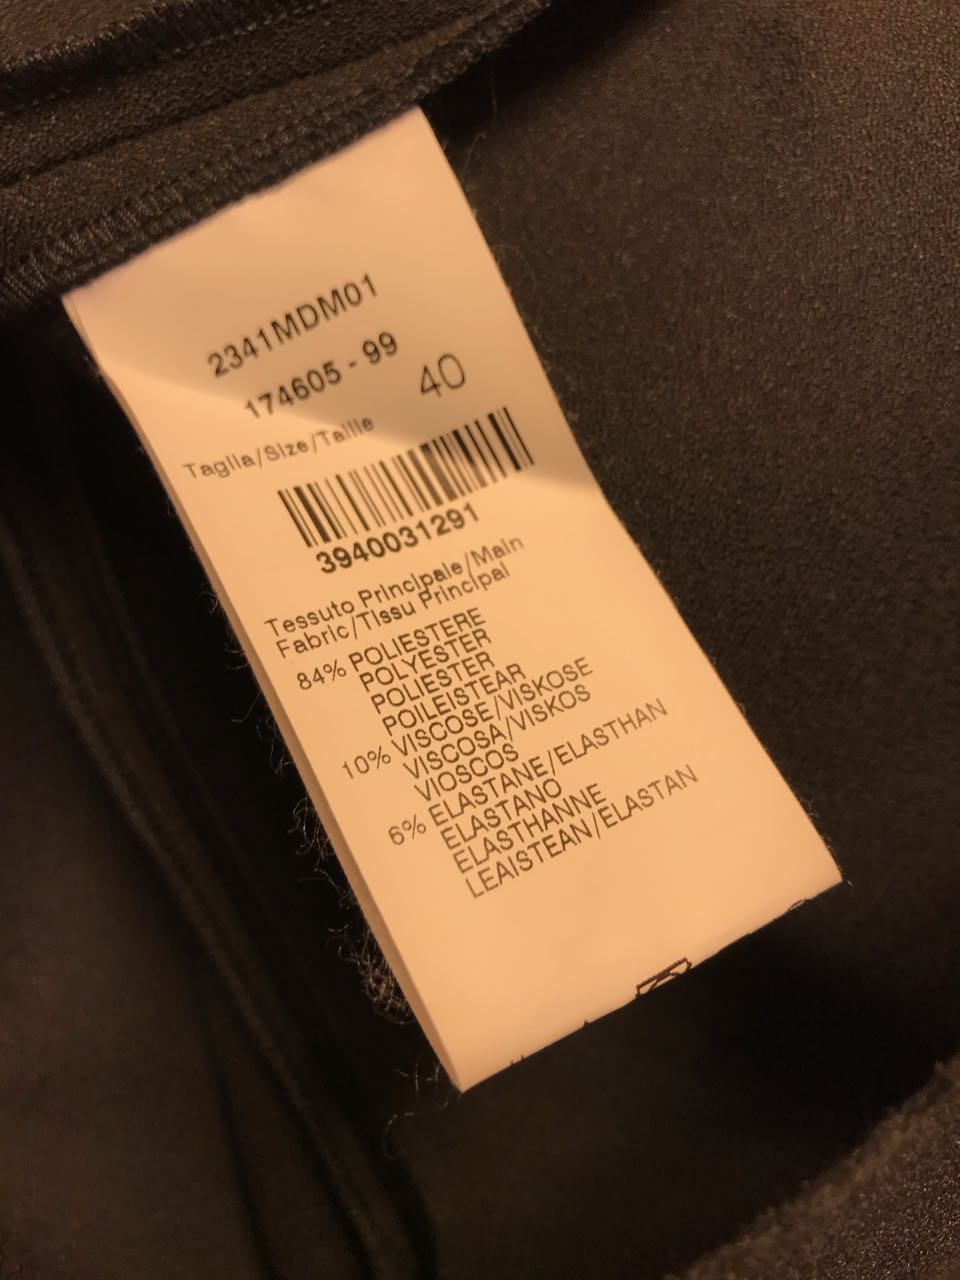 2341MDM01
174605 - 99
Taglia/Size/Taille 40
3940031291
Tessuto Principale/Main
Fabric/Tissu Principal
84% POLIESTERE
POLYESTER
POLIESTER
POILEISTEAR
10% VISCOSE/VISKOSE
VISCOSA/VISKOS
VIOSCOS
6% ELASTANE/ELASTHAN
ELASTANO
ELASTHANNE
LEAISTEAN/ELASTAN